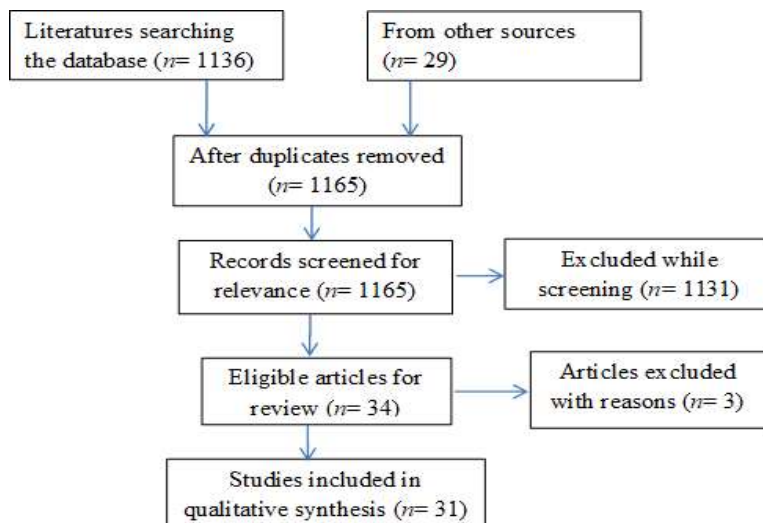 Literatures searching
the database (n= 1136)
From other sources
(n= 29)
After duplicates removed
(n= 1165)
Records screened for
relevance (n= 1165)
Excluded while
screening (n= 1131)
Eligible articles for
review (n= 34)
Articles excluded
with reasons (n= 3)
Studies included in
qualitative synthesis (n= 31)